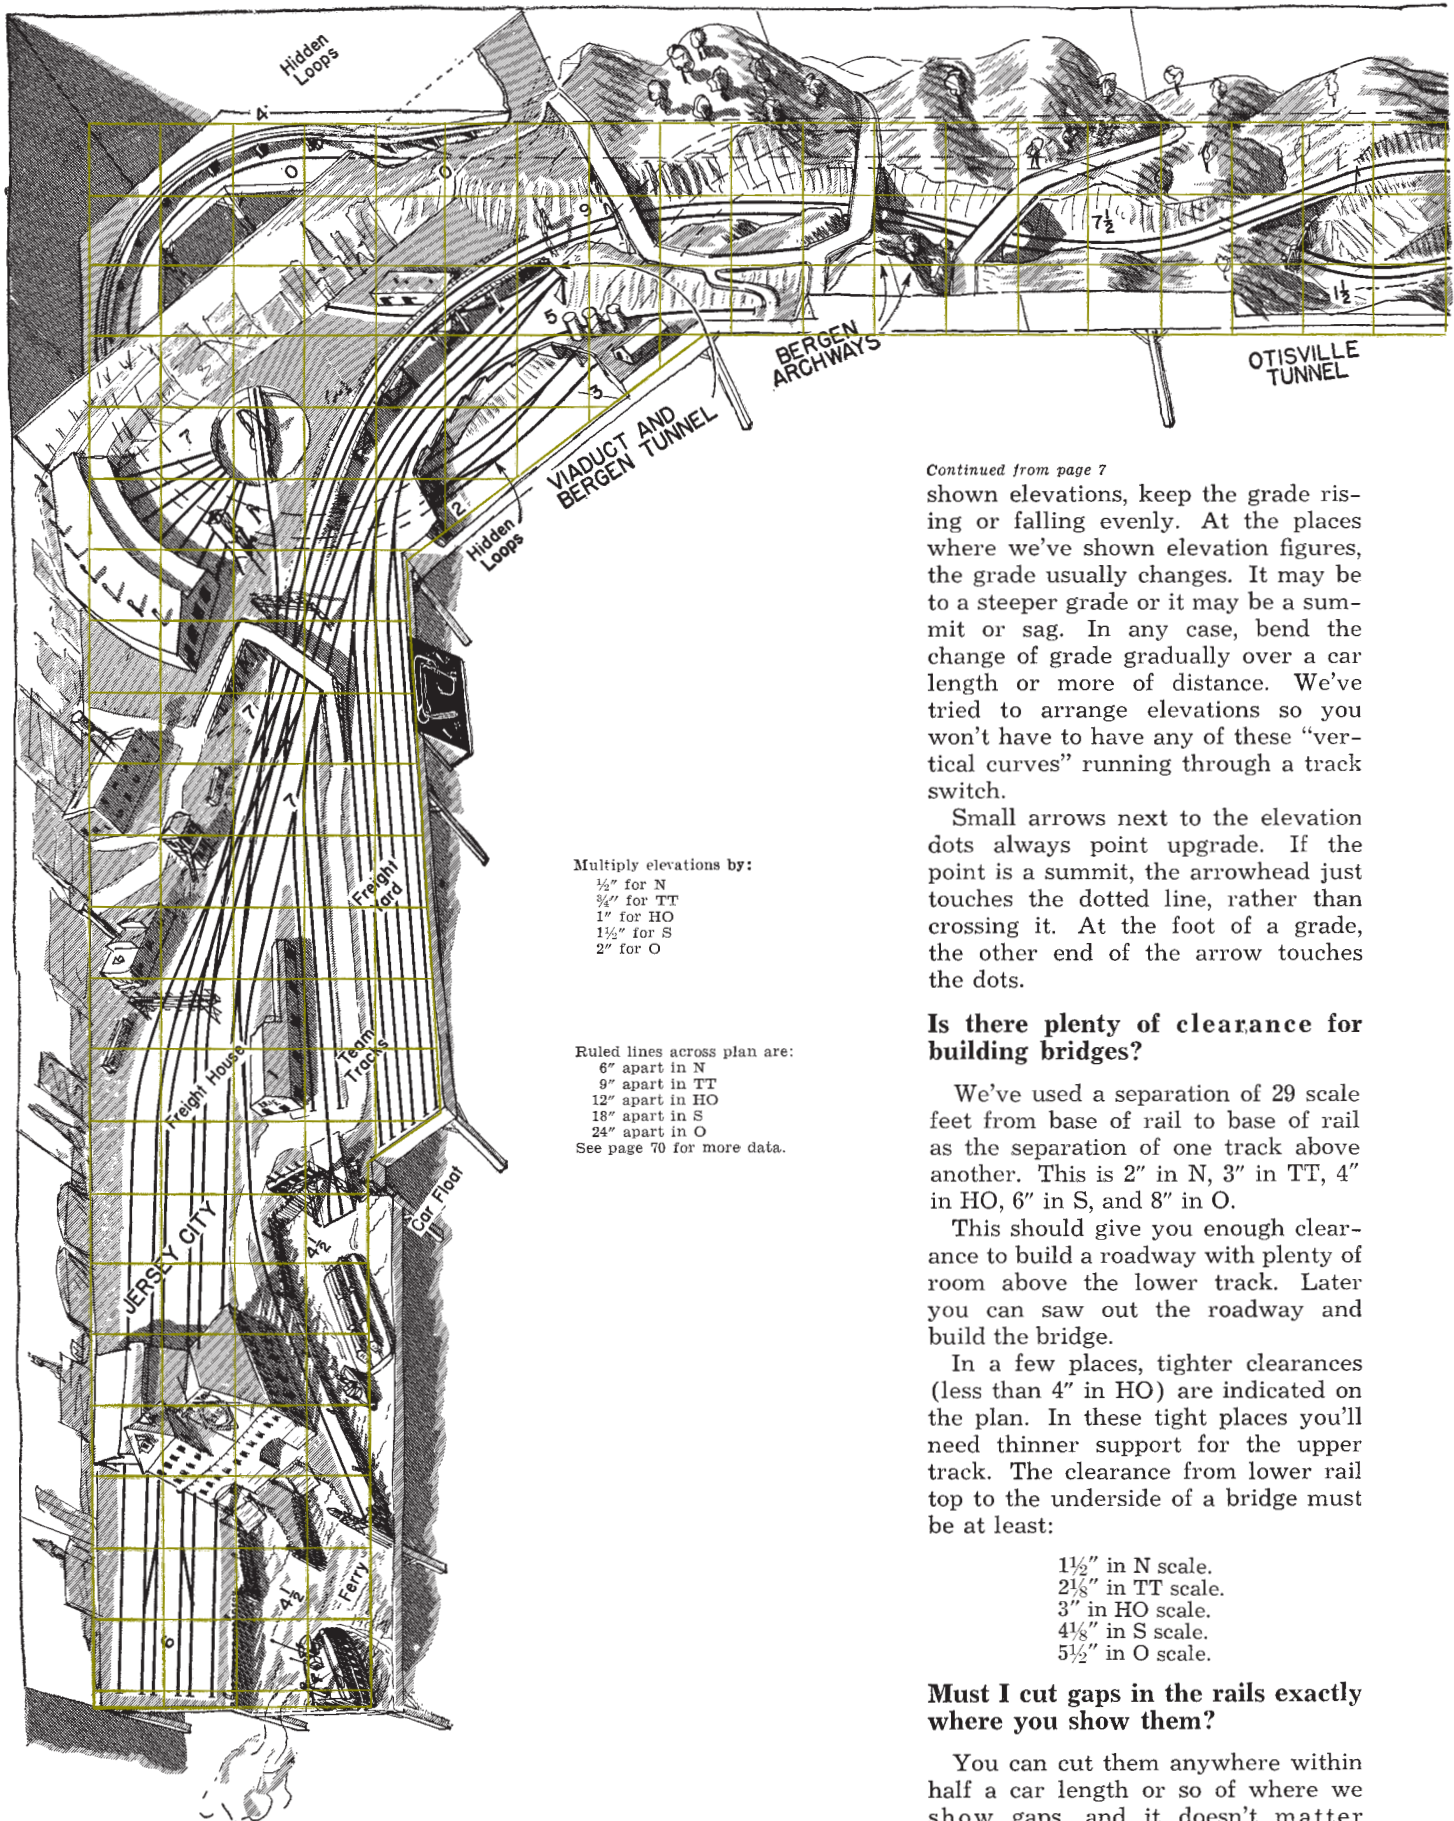 Hidden
Loops
4
0
0
6
7
7½
1½
5
3
BERGEN
ARCHWAYS
OTISVILLE
TUNNEL
VIADUCT AND
BERGEN TUNNEL
7
2
Hidden
Loops
7
7
Freight
Yard
Freight House
Team
Tracks
JERSEY CITY
Car Float
4½
4½
Ferry
6
Multiply elevations by:
½″ for N
¾″ for TT
1″ for HO
1½″ for S
2″ for O
Ruled lines across plan are:
6″ apart in N
9″ apart in TT
12″ apart in HO
18″ apart in S
24″ apart in O
See page 70 for more data.
Continued from page 7
shown elevations, keep the grade ris-
ing or falling evenly. At the places
where we've shown elevation figures,
the grade usually changes. It may be
to a steeper grade or it may be a sum-
mit or sag. In any case, bend the
change of grade gradually over a car
length or more of distance. We've
tried to arrange elevations so you
won't have to have any of these “ver-
tical curves” running through a track
switch.
Small arrows next to the elevation
dots always point upgrade. If the
point is a summit, the arrowhead just
touches the dotted line, rather than
crossing it. At the foot of a grade,
the other end of the arrow touches
the dots.
Is there plenty of clearance for
building bridges?
We've used a separation of 29 scale
feet from base of rail to base of rail
as the separation of one track above
another. This is 2″ in N, 3″ in TT, 4″
in HO, 6″ in S, and 8″ in O.
This should give you enough clear-
ance to build a roadway with plenty of
room above the lower track. Later
you can saw out the roadway and
build the bridge.
In a few places, tighter clearances
(less than 4″ in HO) are indicated on
the plan. In these tight places you'll
need thinner support for the upper
track. The clearance from lower rail
top to the underside of a bridge must
be at least:
1½″ in N scale.
2⅛″ in TT scale.
3″ in HO scale.
4⅛″ in S scale.
5½″ in O scale.
Must I cut gaps in the rails exactly
where you show them?
You can cut them anywhere within
half a car length or so of where we
show gaps, and it doesn't matter